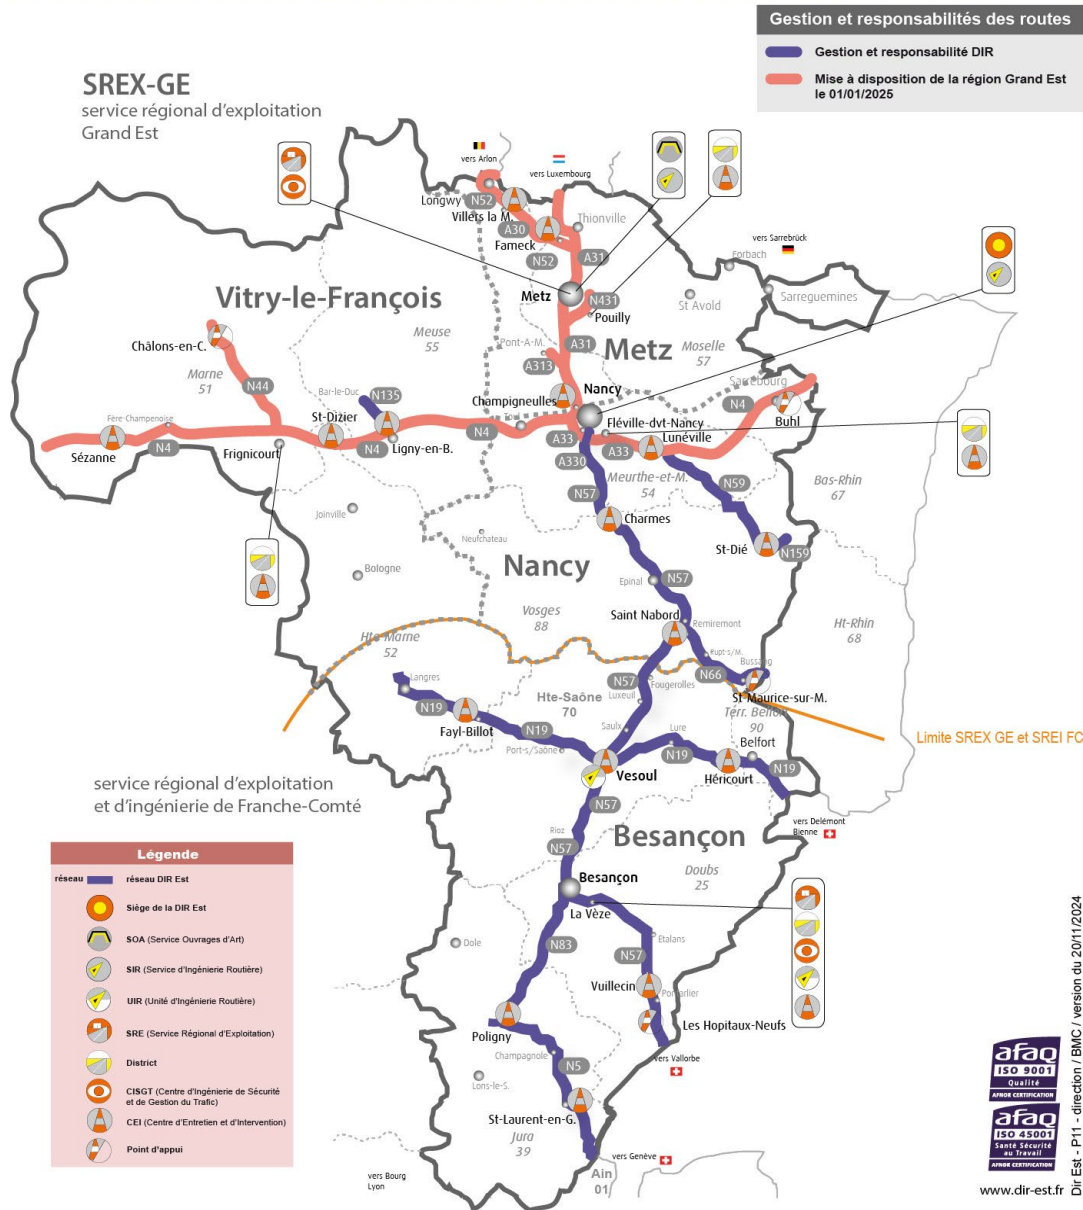 Gestion et responsabilités des routes
Gestion et responsabilité DIR
Mise à disposition de la région Grand Est
le 01/01/2025
SREX-GE
service régional d'exploitation
Grand Est
vers Arlon
vers Luxembourg
Longwy
N52
Villers la M.
A30
Fameck
N52
Thionville
A31
vers Sarrebrück
Forbach
Sarreguemines
Metz
N431
Pouilly
St Avold
Vitry-le-François
Meuse
55
Châlons-en-C.
Marne
51
N44
Pont-A-M.
A31
A313
Metz
Moselle
57
Bar-le-Duc
N135
Nancy
Champigneulles
Toul
Sarrebourg
N4
Buhl
Fère-Champenoise
St-Dizier
Fléville-dvt-Nancy
Lunéville
Sézanne
N4
Frignicourt
N4
Ligny-en-B.
N4
A33
A33
A330
Meurthe-et-M.
54
N59
Bas-Rhin
67
N57
Charmes
Joinville
Neufchateau
St-Dié
N159
Bologne
Nancy
Epinal
N57
Vosges
88
Saint Nabord
Remiremont
Ht-Rhin
68
Hte-Marne
52
Rupt-s/M.
Bussang
N66
St-Maurice-sur-M.
Langres
N57
Fougerolles
Luxeuil
Hte-Saône
70
Terr. Belfort
90
N19
Fayl-Billot
N19
Port-s/Saône
Saulx
Lure
Belfort
Limite SREX GE et SREI FC
N19
Héricourt
N19
Vesoul
service régional d'exploitation
et d'ingénierie de Franche-Comté
N57
vers Delémont
Bienne
Rioz
N57
Besançon
Doubs
25
Besançon
La Vèze
Dole
N83
Etalans
N57
Vuillecin
Pontarlier
Les Hopitaux-Neufs
Poligny
vers Vallorbe
Champagnole
N5
Lons-le-S.
St-Laurent-en-G.
Jura
39
vers Genève
Ain
01
vers Bourg
Lyon
Légende
réseau
réseau DIR Est
Siège de la DIR Est
SOA (Service Ouvrages d'Art)
SIR (Service d'Ingénierie Routière)
UIR (Unité d'Ingénierie Routière)
SRE (Service Régional d'Exploitation)
District
CISGT (Centre d'Ingénierie de Sécurité
et de Gestion du Trafic)
CEI (Centre d'Entretien et d'Intervention)
Point d'appui
afaq
ISO 9001
Qualité
AFNOR CERTIFICATION
afaq
ISO 45001
Santé Sécurité
au Travail
AFNOR CERTIFICATION
www.dir-est.fr
Dir Est - P11 - direction / BMC / version du 20/11/2024